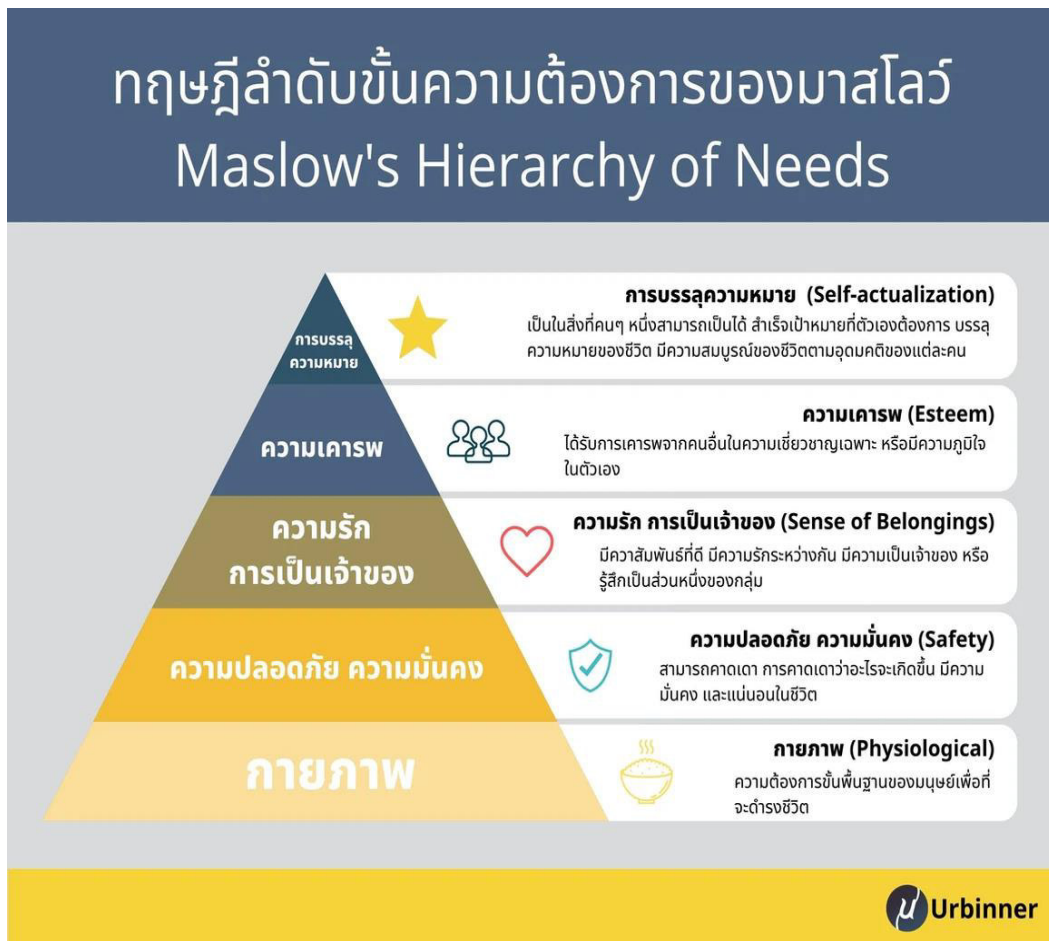 ทฤษฎีลำดับขั้นความต้องการของมาสโลว์
Maslow's Hierarchy of Needs
การบรรลุ
ความหมาย
การบรรลุความหมาย (Self-actualization)
เป็นในสิ่งที่คนๆ หนึ่งสามารถเป็นได้ สำเร็จเป้าหมายที่ตัวเองต้องการ บรรลุ
ความหมายของชีวิต มีความสมบูรณ์ของชีวิตตามอุดมคติของแต่ละคน
ความเคารพ
ความเคารพ (Esteem)
ได้รับการเคารพจากคนอื่นในความเชี่ยวชาญเฉพาะ หรือมีความภูมิใจ
ในตัวเอง
ความรัก
การเป็นเจ้าของ
ความรัก การเป็นเจ้าของ (Sense of Belongings)
มีควาสัมพันธ์ที่ดี มีความรักระหว่างกัน มีความเป็นเจ้าของ หรือ
รู้สึกเป็นส่วนหนึ่งของกลุ่ม
ความปลอดภัย ความมั่นคง
ความปลอดภัย ความมั่นคง (Safety)
สามารถคาดเดา การคาดเดาว่าอะไรจะเกิดขึ้น มีความ
มั่นคง และแน่นอนในชีวิต
กายภาพ
กายภาพ (Physiological)
ความต้องการขั้นพื้นฐานของมนุษย์เพื่อที่
จะดำรงชีวิต
μ Urbinner